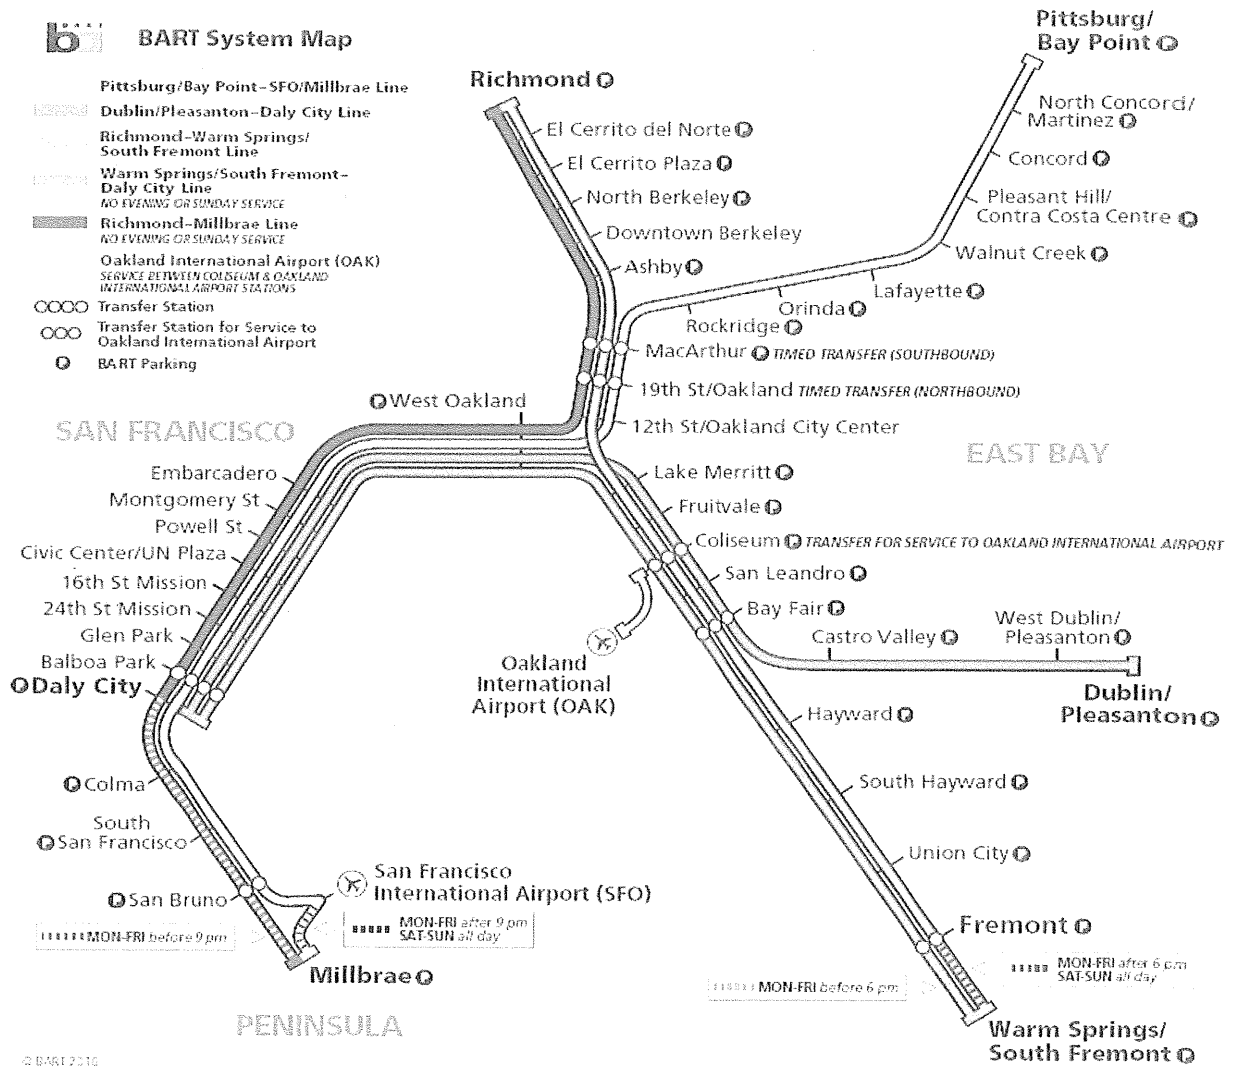 BART
BART System Map
Pittsburg/Bay Point–SFO/Millbrae Line
Dublin/Pleasanton–Daly City Line
Richmond–Warm Springs/
South Fremont Line
Warm Springs/South Fremont–
Daly City Line
NO EVENING OR SUNDAY SERVICE
Richmond–Millbrae Line
NO EVENING OR SUNDAY SERVICE
Oakland International Airport (OAK)
SERVICE BETWEEN COLISEUM & OAKLAND
INTERNATIONAL AIRPORT STATIONS
Transfer Station
Transfer Station for Service to
Oakland International Airport
P BART Parking
Pittsburg/
Bay Point P
Richmond P
El Cerrito del Norte P
El Cerrito Plaza P
North Berkeley P
Downtown Berkeley
Ashby P
North Concord/
Martinez P
Concord P
Pleasant Hill/
Contra Costa Centre P
Walnut Creek P
Lafayette P
Orinda P
Rockridge P
MacArthur P TIMED TRANSFER (SOUTHBOUND)
19th St/Oakland TIMED TRANSFER (NORTHBOUND)
12th St/Oakland City Center
P West Oakland
SAN FRANCISCO
EAST BAY
Embarcadero
Montgomery St
Powell St
Civic Center/UN Plaza
16th St Mission
24th St Mission
Glen Park
Balboa Park
P Daly City
Lake Merritt P
Fruitvale P
Coliseum P TRANSFER FOR SERVICE TO OAKLAND INTERNATIONAL AIRPORT
San Leandro P
Bay Fair P
Castro Valley P
West Dublin/
Pleasanton P
Dublin/
Pleasanton P
Oakland
International
Airport (OAK)
Hayward P
South Hayward P
Union City P
Fremont P
P Colma
South
P San Francisco
P San Bruno
San Francisco
International Airport (SFO)
MON-FRI before 9 pm
MON-FRI after 9 pm
SAT-SUN all day
Millbrae P
MON-FRI before 6 pm
MON-FRI after 6 pm
SAT-SUN all day
Warm Springs/
South Fremont P
PENINSULA
© BART 2016